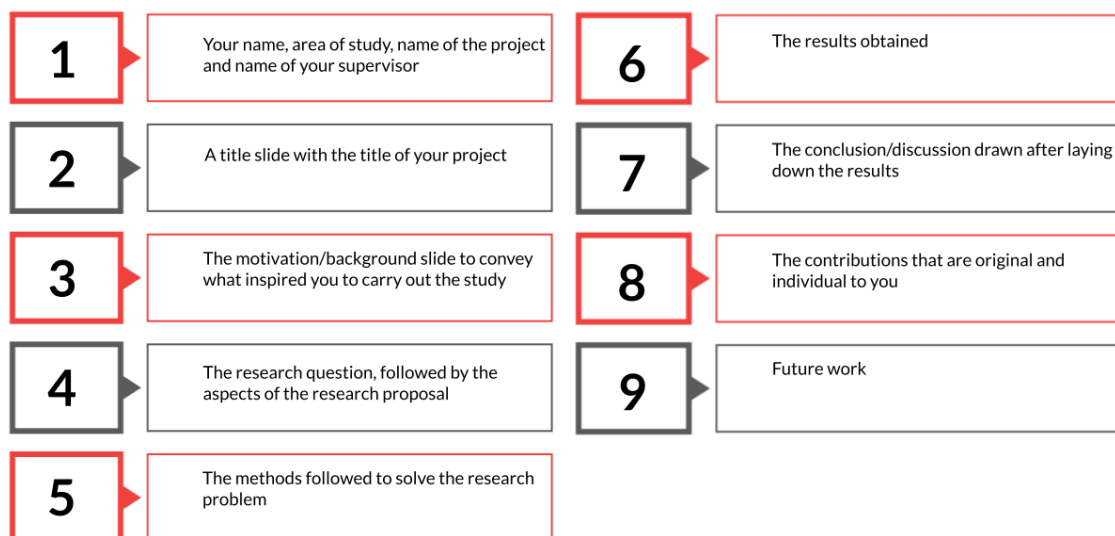 1
Your name, area of study, name of the project
and name of your supervisor
2
A title slide with the title of your project
3
The motivation/background slide to convey
what inspired you to carry out the study
4
The research question, followed by the
aspects of the research proposal
5
The methods followed to solve the research
problem
6
The results obtained
7
The conclusion/discussion drawn after laying
down the results
8
The contributions that are original and
individual to you
9
Future work